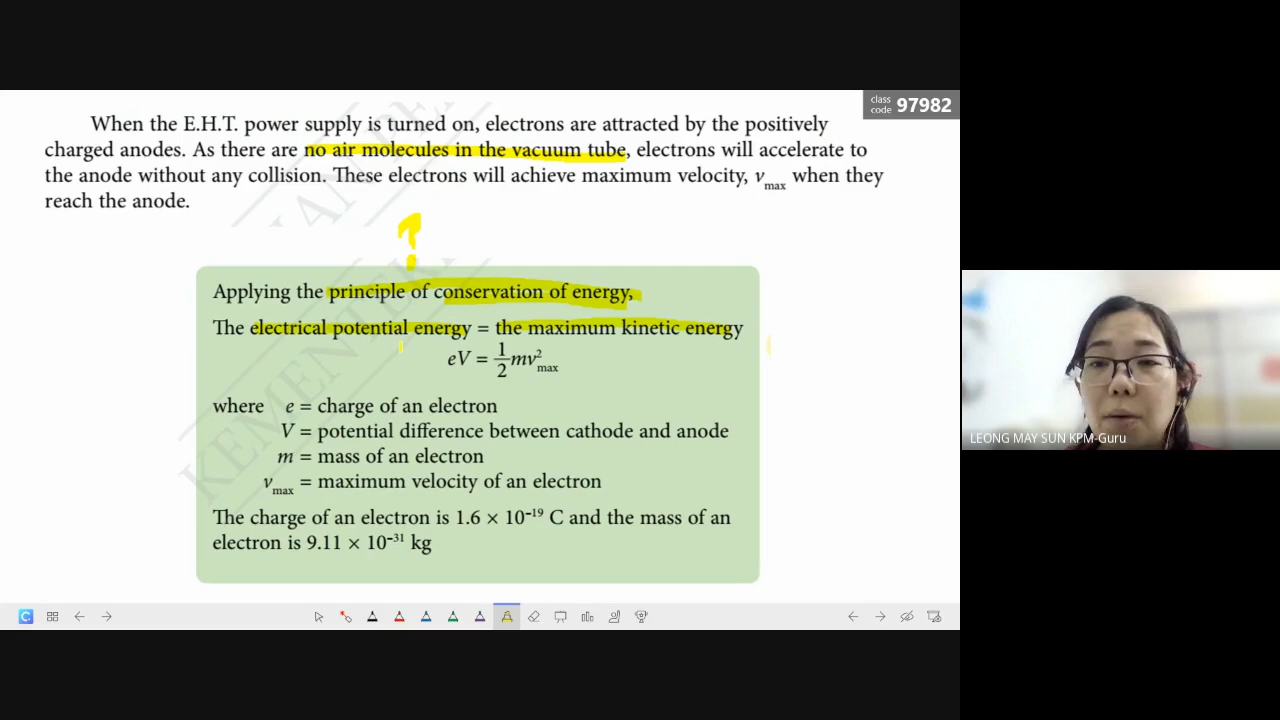 class
code 97982
When the E.H.T. power supply is turned on, electrons are attracted by the positively
charged anodes. As there are no air molecules in the vacuum tube, electrons will accelerate to
the anode without any collision. These electrons will achieve maximum velocity, vmax when they
reach the anode.
?
Applying the principle of conservation of energy,
The electrical potential energy = the maximum kinetic energy
eV = 1/2 mv²max
where e = charge of an electron
V = potential difference between cathode and anode
m = mass of an electron
vmax = maximum velocity of an electron
The charge of an electron is 1.6 × 10⁻¹⁹ C and the mass of an
electron is 9.11 × 10⁻³¹ kg
LEONG MAY SUN KPM-Guru